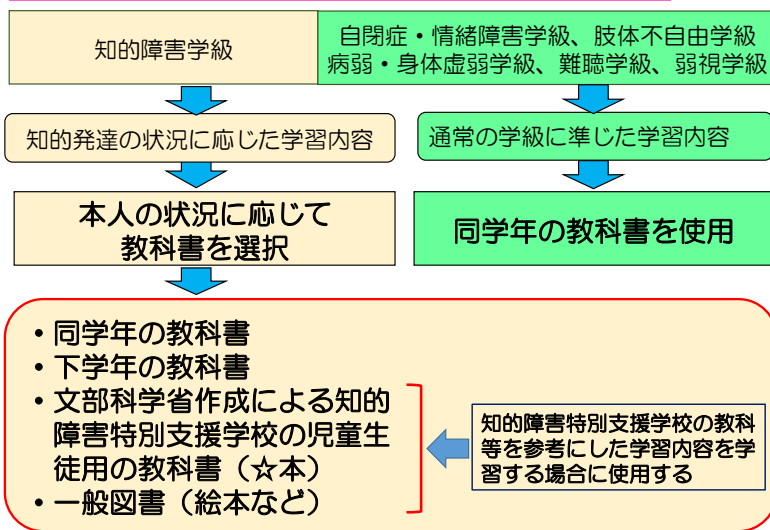 知的障害学級
自閉症・情緒障害学級、肢体不自由学級
病弱・身体虚弱学級、難聴学級、弱視学級
知的発達の状況に応じた学習内容
通常の学級に準じた学習内容
本人の状況に応じて
教科書を選択
同学年の教科書を使用
・同学年の教科書
・下学年の教科書
・文部科学省作成による知的
障害特別支援学校の児童生
徒用の教科書（☆本）
・一般図書（絵本など）
知的障害特別支援学校の教科
等を参考にした学習内容を学
習する場合に使用する